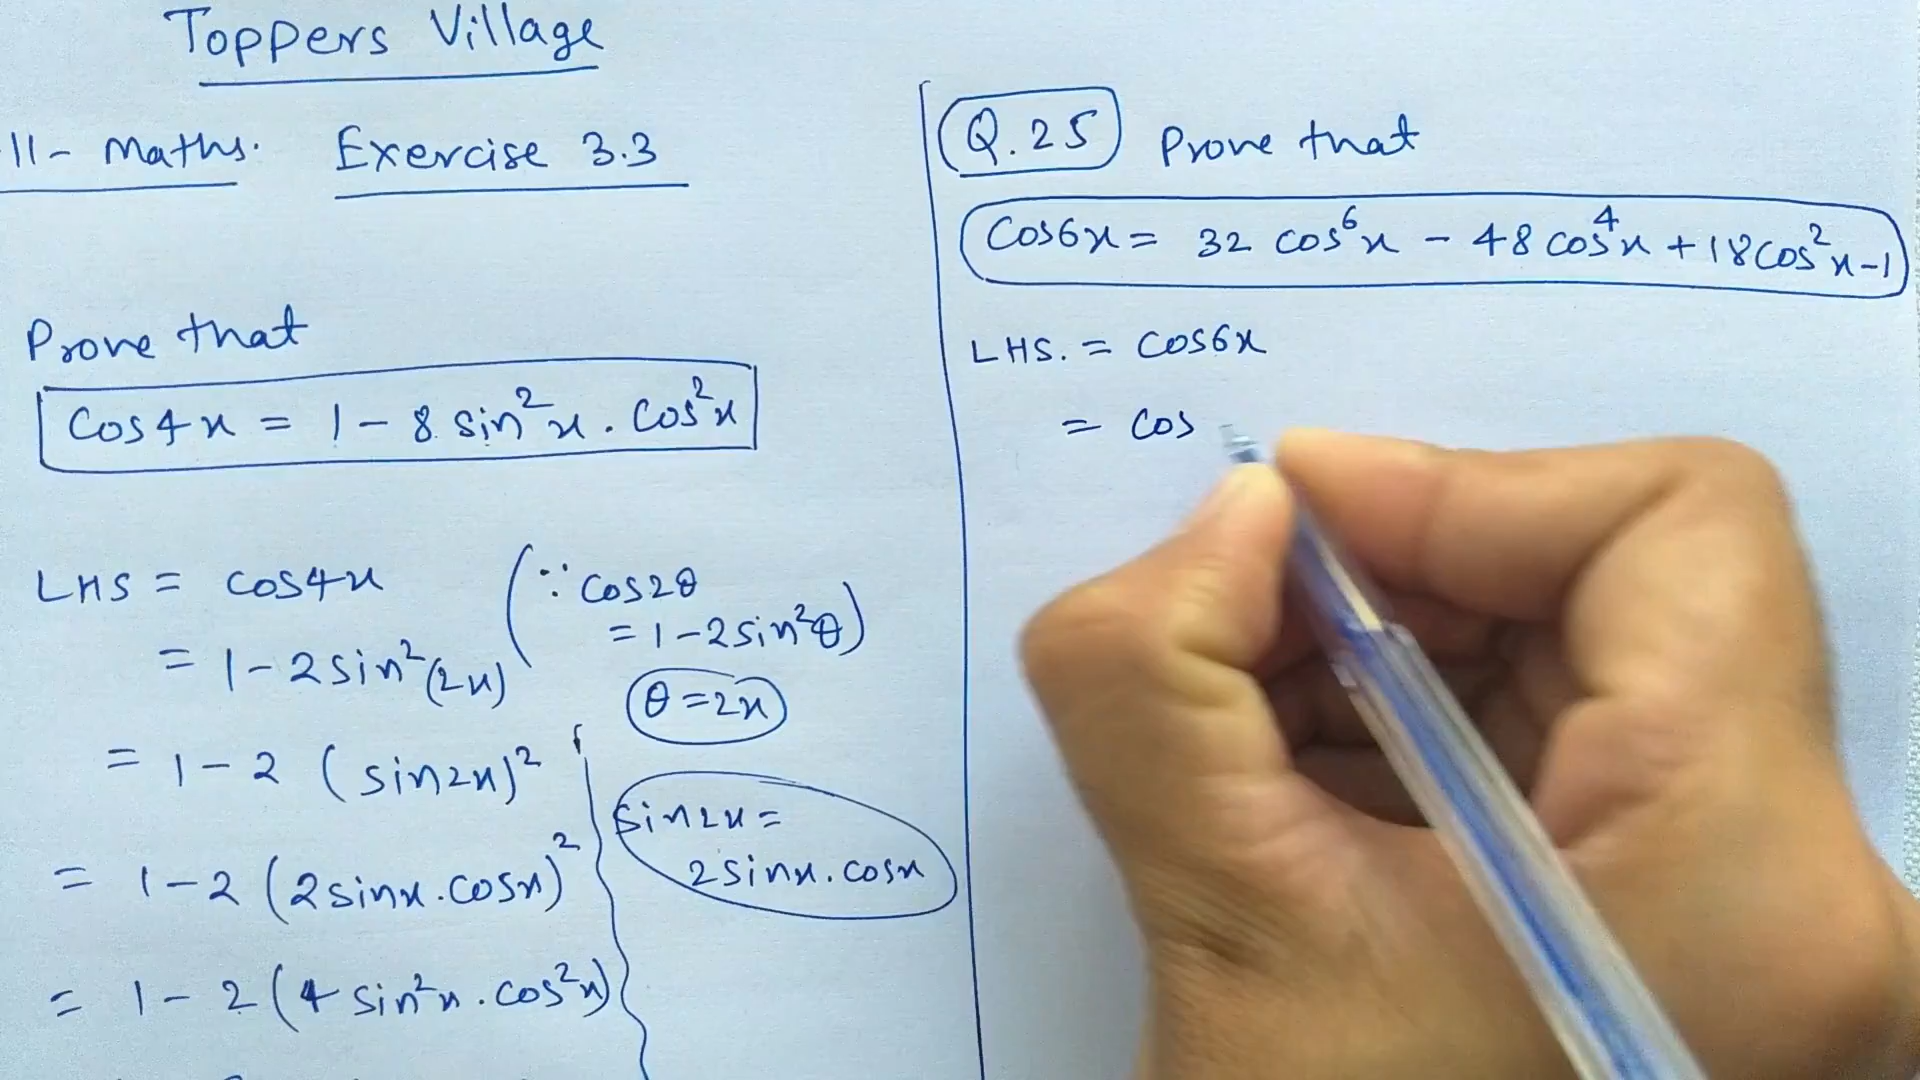 Toppers Village
11- Maths. Exercise 3.3
Prove that
Cos4x = 1 - 8 sin²x . Cos²x
LHS = cos4x
= 1-2sin²(2x)
= 1-2 (sin2x)²
= 1-2 (2sinx.cosx)²
= 1-2(4 sin²x.cos²x)
(∵ cos2θ
= 1-2sin²θ)
θ=2x
sin2x =
2sinx.cosx
Q.25 Prove that
Cos6x = 32 cos⁶x - 48 cos⁴x + 18cos²x-1
LHS. = cos6x
= cos